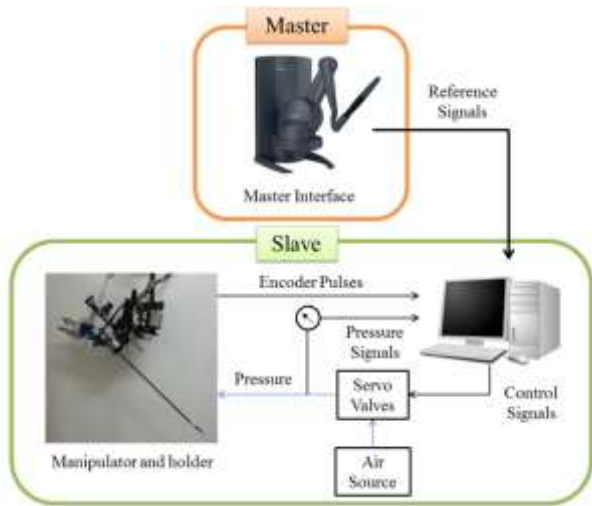 Master
Reference
Signals
Master Interface
Slave
Encoder Pulses
Pressure
Signals
Pressure
Servo
Valves
Control
Signals
Manipulator and holder
Air
Source